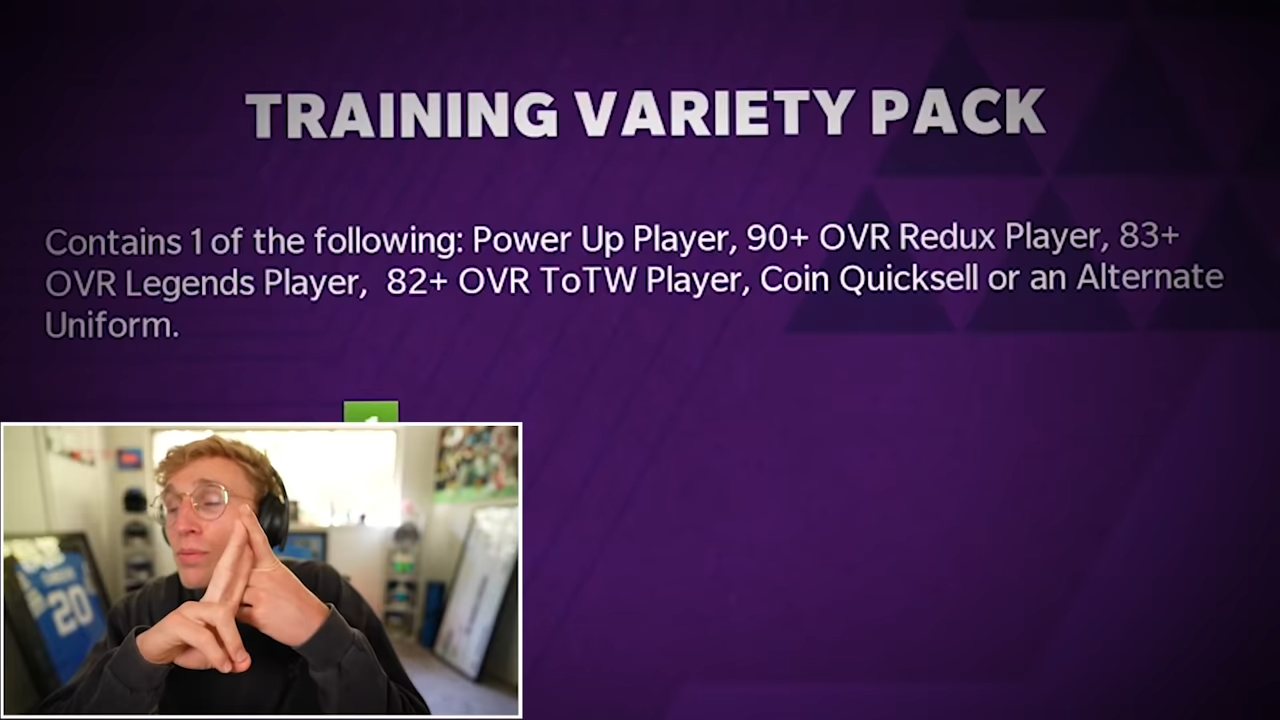 TRAINING VARIETY PACK
Contains 1 of the following: Power Up Player, 90+ OVR Redux Player, 83+
OVR Legends Player,  82+ OVR ToTW Player, Coin Quicksell or an Alternate
Uniform.
20